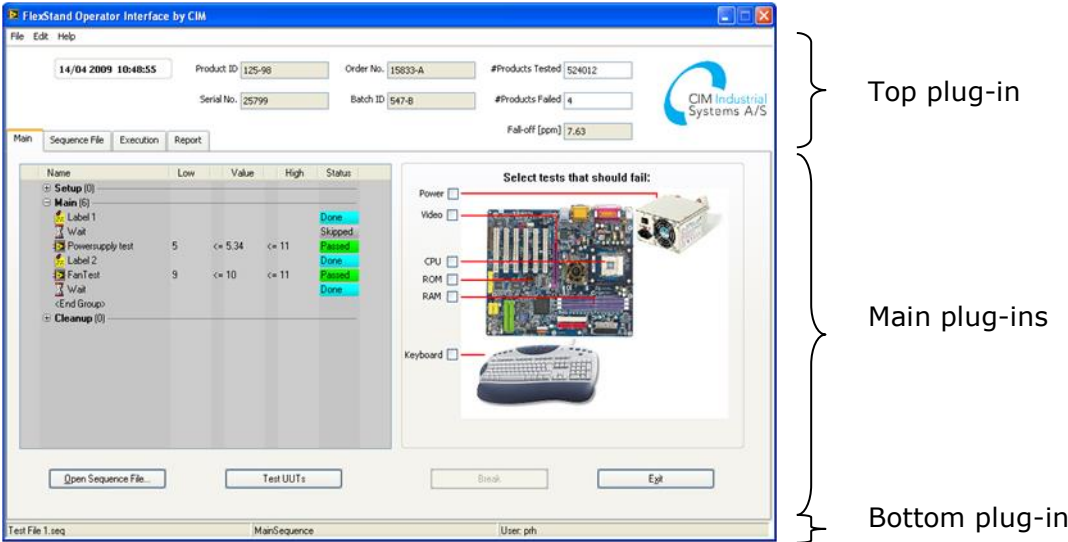 FlexStand Operator Interface by CIM
File Edit Help
14/04 2009 10:48:55 Product ID 125-98 Order No. 15833-A #Products Tested 524012
Serial No. 25799 Batch ID 547-B #Products Failed 4
CIM Industrial
Systems A/S
Fall-off [ppm] 7.63
Top plug-in
Main Sequence File Execution Report
Name Low Value High Status
Setup (0)
Main (6)
Label 1 Done
Wait Skipped
Powersupply test 5 <= 5.34 <= 11 Passed
Label 2 Done
FanTest 9 <= 10 <= 11 Passed
Wait Done
<End Group>
Cleanup (0)
Select tests that should fail:
Power
Video
CPU
ROM
RAM
Keyboard
Main plug-ins
Open Sequence File... Test UUTs Break Exit
Test File 1.seq MainSequence User: prh
Bottom plug-in